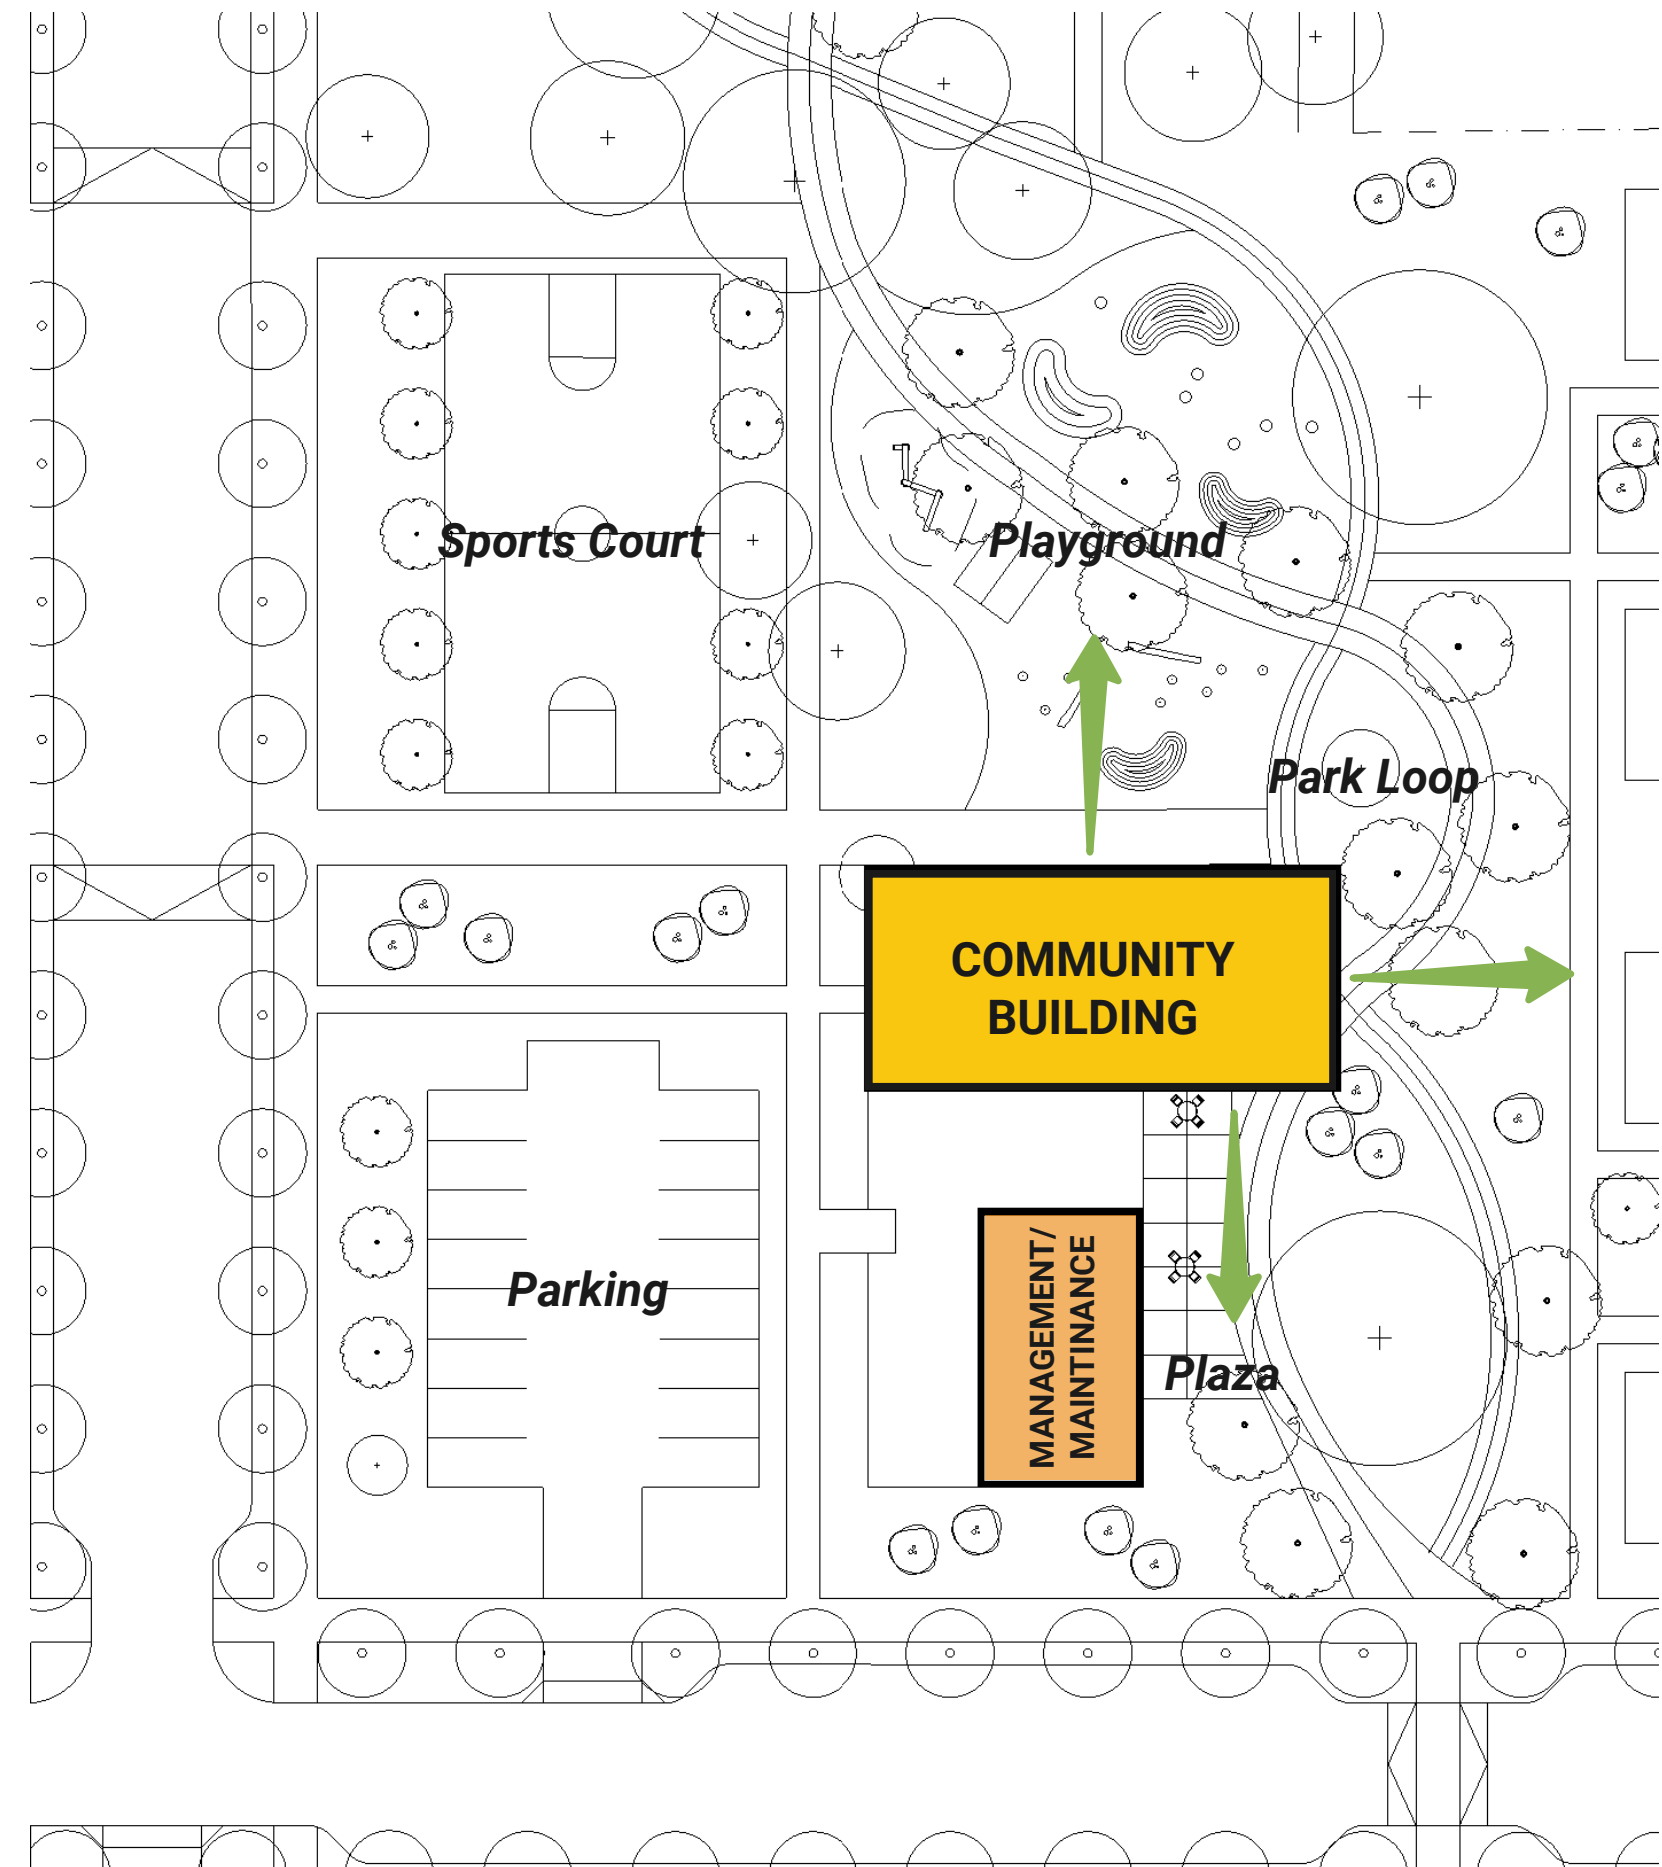 Sports Court
Playground
Park Loop
COMMUNITY
BUILDING
MANAGEMENT/
MAINTINANCE
Parking
Plaza